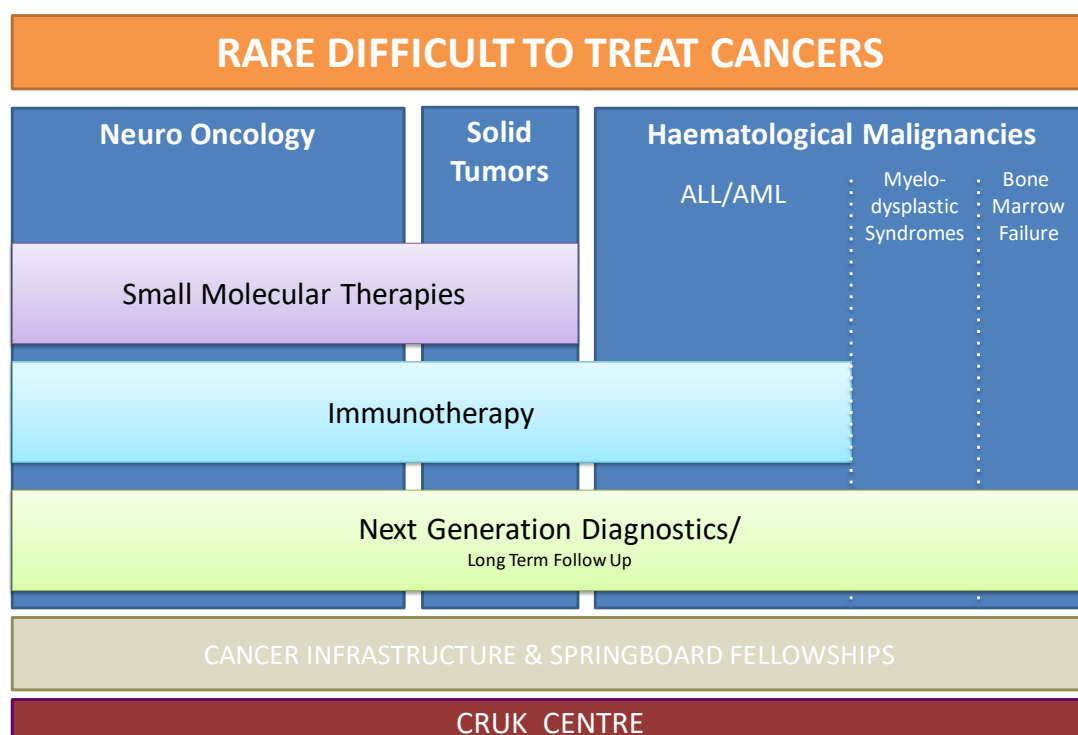 RARE DIFFICULT TO TREAT CANCERS
Neuro Oncology
Solid
Tumors
Haematological Malignancies
ALL/AML
Myelo-
dysplastic
Syndromes
Bone
Marrow
Failure
Small Molecular Therapies
Immunotherapy
Next Generation Diagnostics/
Long Term Follow Up
CANCER INFRASTRUCTURE & SPRINGBOARD FELLOWSHIPS
CRUK CENTRE